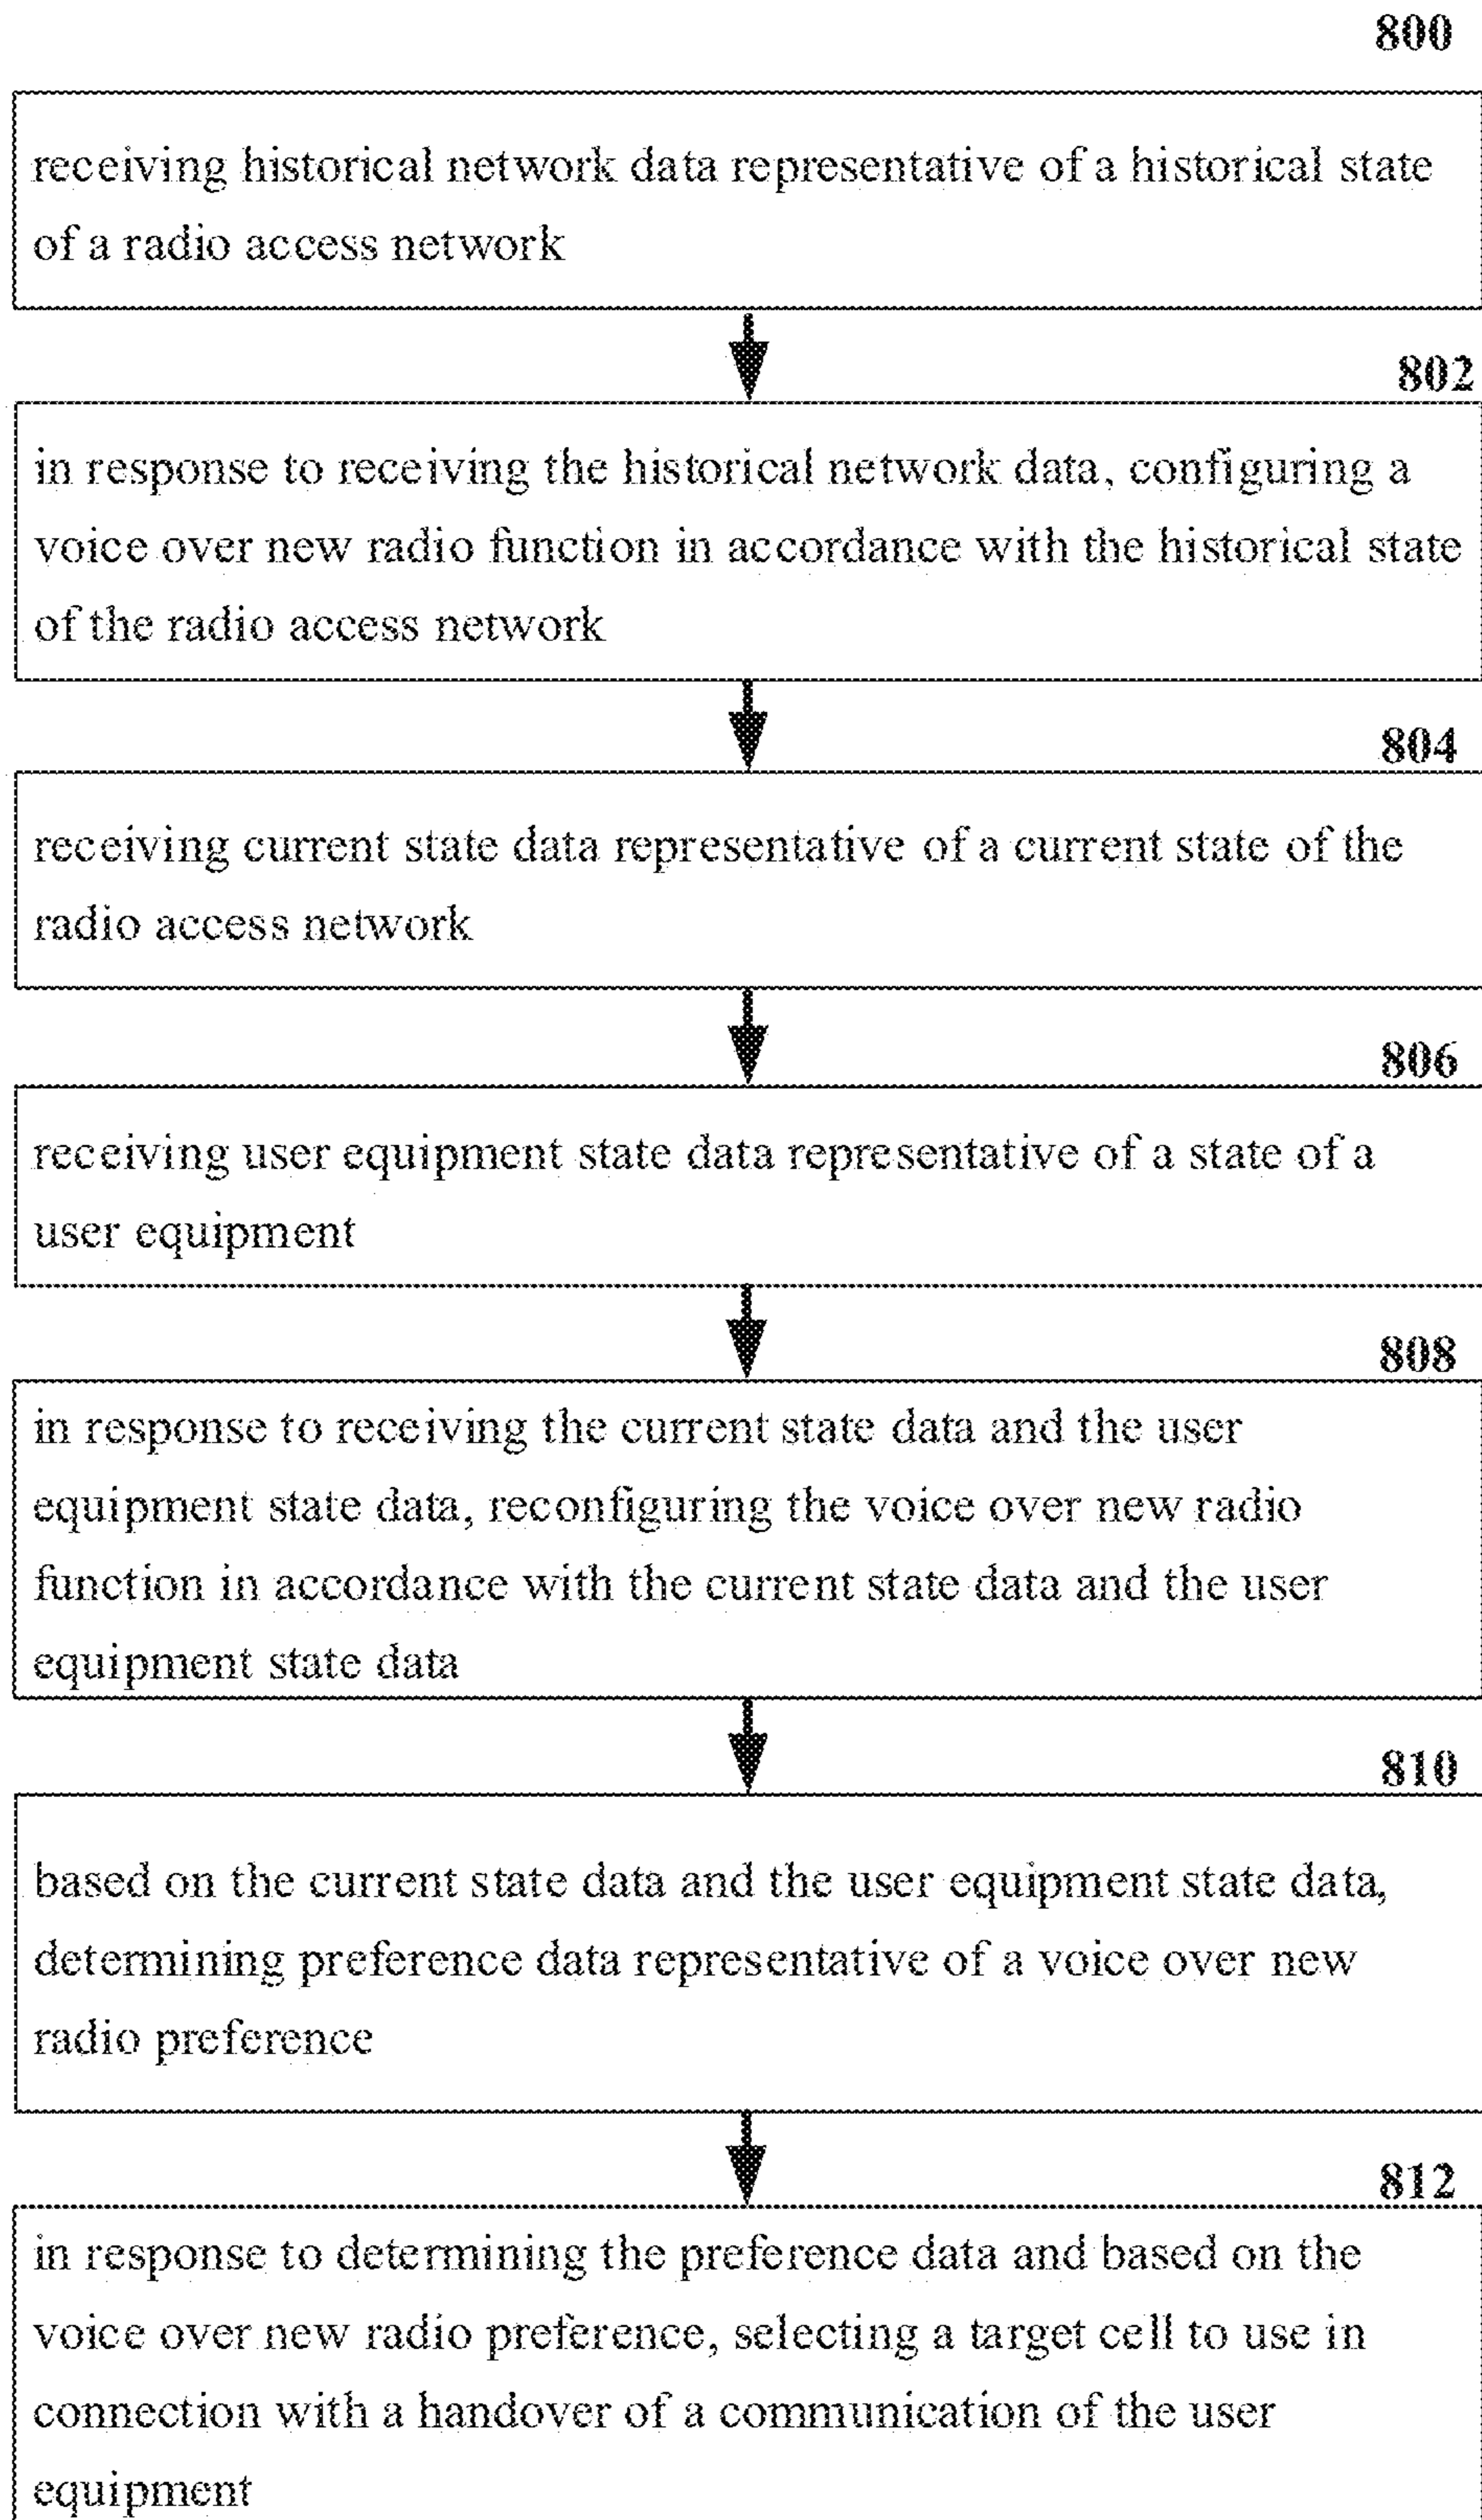 800
receiving historical network data representative of a historical state
of a radio access network
802
in response to receiving the historical network data, configuring a
voice over new radio function in accordance with the historical state
of the radio access network
804
receiving current state data representative of a current state of the
radio access network
806
receiving user equipment state data representative of a state of a
user equipment
808
in response to receiving the current state data and the user
equipment state data, reconfiguring the voice over new radio
function in accordance with the current state data and the user
equipment state data
810
based on the current state data and the user equipment state data,
determining preference data representative of a voice over new
radio preference
812
in response to determining the preference data and based on the
voice over new radio preference, selecting a target cell to use in
connection with a handover of a communication of the user
equipment